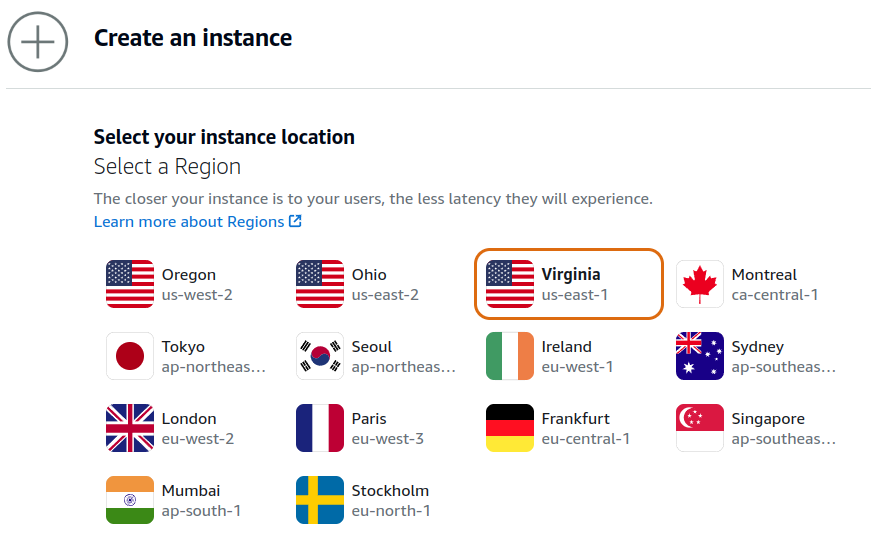 Create an instance
Select your instance location
Select a Region
The closer your instance is to your users, the less latency they will experience.
Learn more about Regions
Oregon Ohio Virginia Montreal
us-west-2 us-east-2 us-east-1 ca-central-1
Tokyo Seoul Ireland Sydney
ap-northeas... ap-northeas... eu-west-1 ap-southeas...
London Paris Frankfurt Singapore
eu-west-2 eu-west-3 eu-central-1 ap-southeas...
Mumbai Stockholm
ap-south-1 eu-north-1